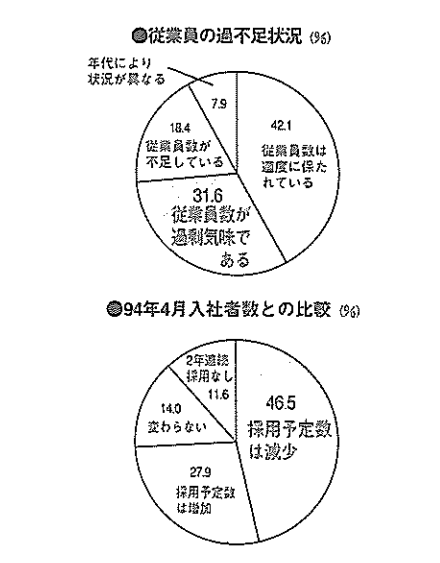 ●従業員の過不足状況 (%)
年代により
状況が異なる
7.9
42.1
従業員数は
適度に保た
れている
18.4
従業員数が
不足している
31.6
従業員数が
過剰気味で
ある
●94年4月入社者数との比較 (%)
2年連続
採用なし
11.6
46.5
採用予定数
は減少
14.0
変わらない
27.9
採用予定数
は増加